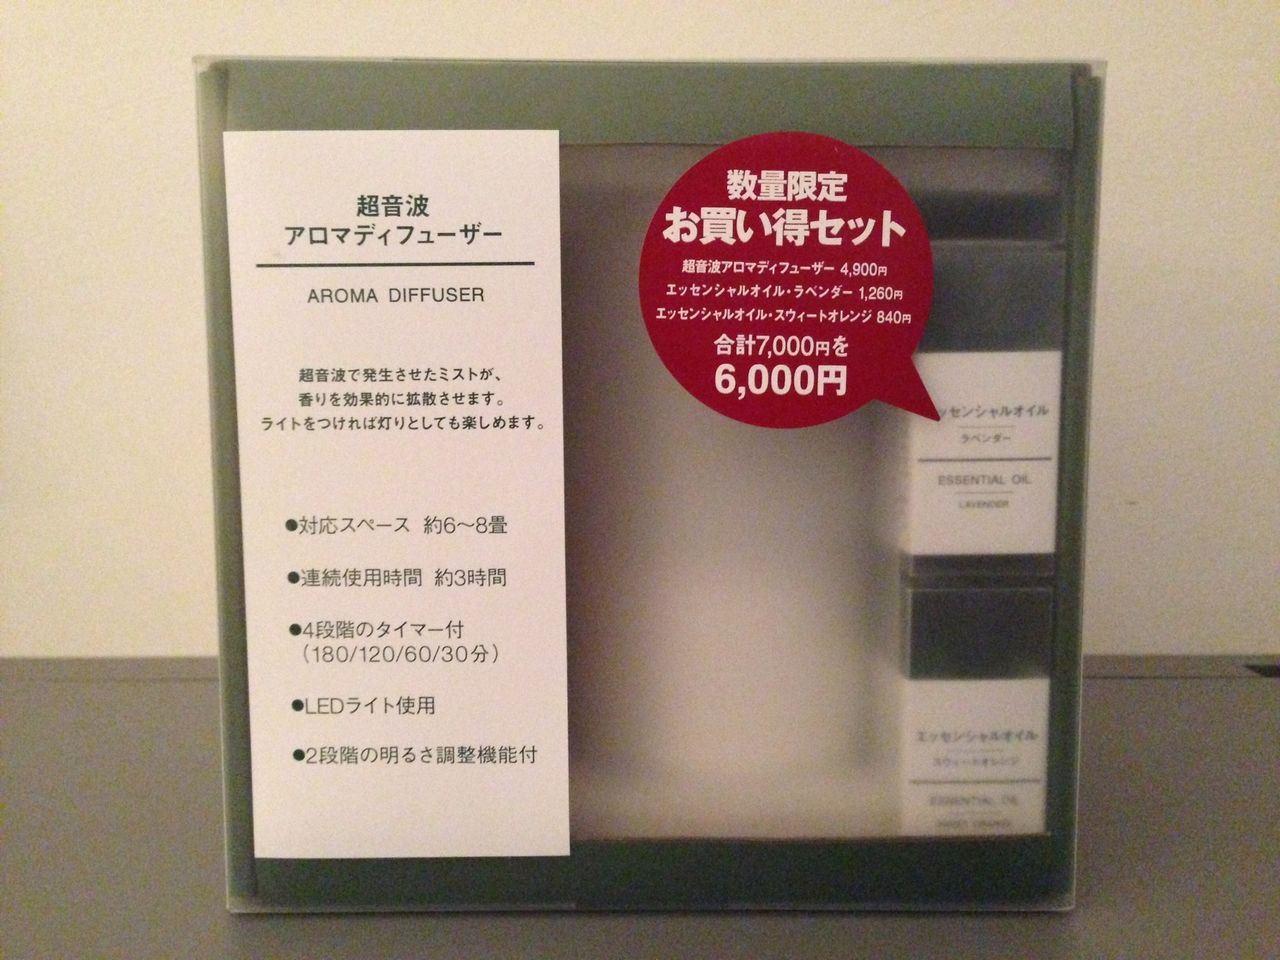 超音波
アロマディフューザー
AROMA DIFFUSER
超音波で発生させたミストが、
香りを効果的に拡散させます。
ライトをつければ灯りとしても楽しめます。
●対応スペース 約6〜8畳
●連続使用時間 約3時間
●4段階のタイマー付
（180/120/60/30分）
●LEDライト使用
●2段階の明るさ調整機能付
数量限定
お買い得セット
超音波アロマディフューザー 4,900円
エッセンシャルオイル・ラベンダー 1,260円
エッセンシャルオイル・スウィートオレンジ 840円
合計7,000円を
6,000円
ッセンシャルオイル
ラベンダー
ESSENTIAL OIL
LAVENDER
エッセンシャルオイル
スウィートオレンジ
ESSENTIAL OIL
SWEET ORANGE